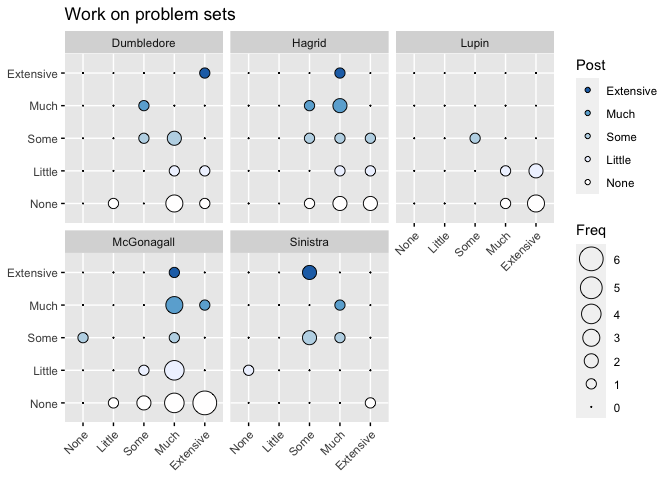 Work on problem sets
Dumbledore
Hagrid
Lupin
Extensive
Much
Some
Little
None
McGonagall
Sinistra
None
Little
Some
Much
Extensive
Extensive
Much
Some
Little
None
None
Little
Some
Much
Extensive
None
Little
Some
Much
Extensive
Post
Extensive
Much
Some
Little
None
Freq
6
5
4
3
2
1
0